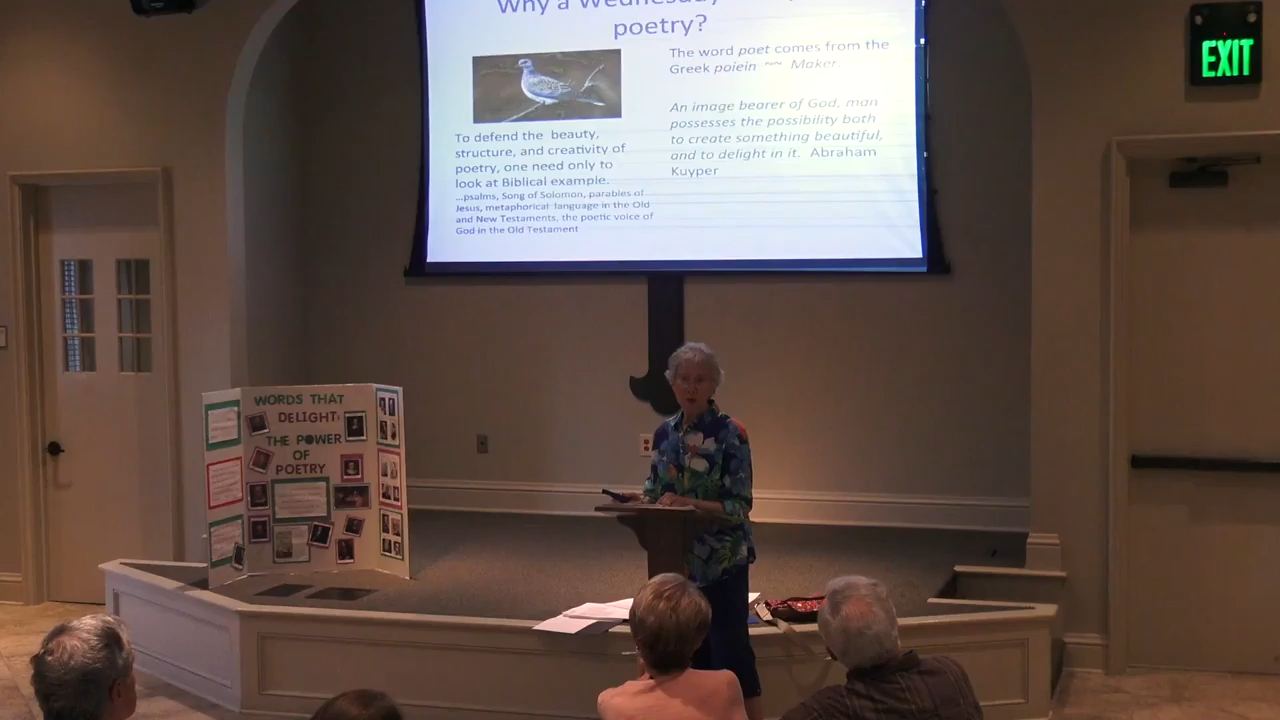 Why a Wednesday
poetry?
The word poet comes from the
Greek poiein ~~~ Maker.
An image bearer of God, man
possesses the possibility both
to create something beautiful,
and to delight in it. Abraham
Kuyper
To defend the beauty,
structure, and creativity of
poetry, one need only to
look at Biblical example.
...psalms, Song of Solomon, parables of
Jesus, metaphorical language in the Old
and New Testaments, the poetic voice of
God in the Old Testament
EXIT
WORDS THAT
DELIGHT:
THE POWER
OF
POETRY